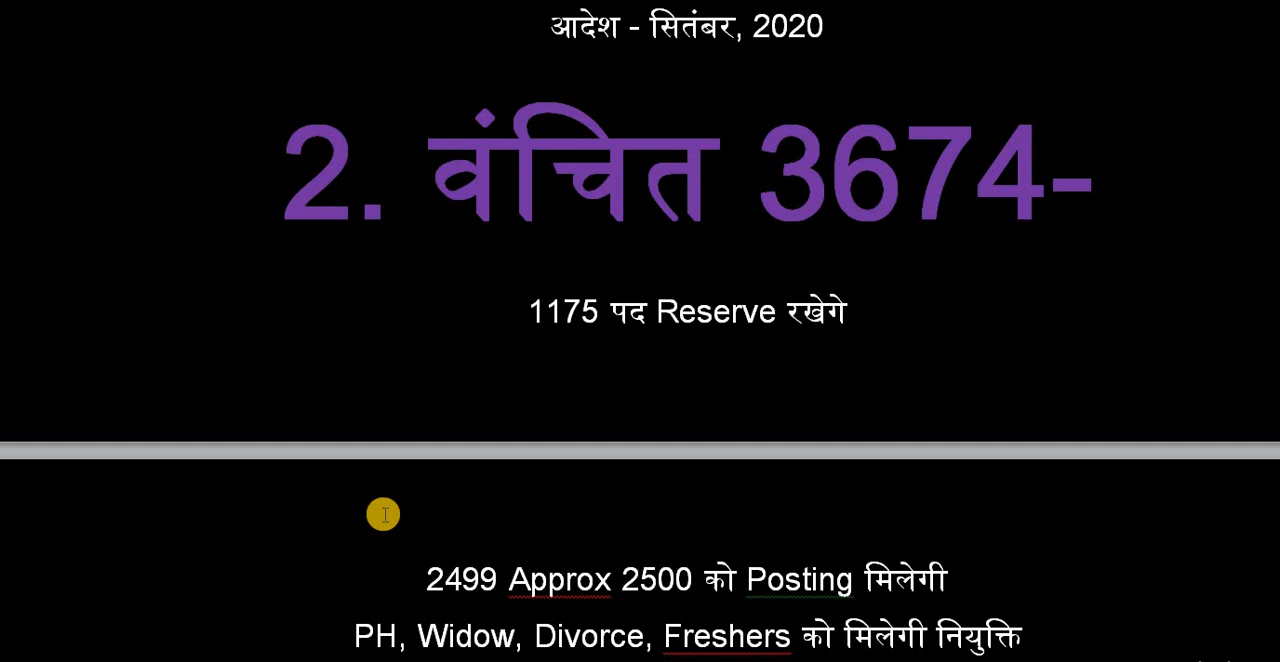 आदेश - सितंबर, 2020
2. वंचित 3674-
1175 पद Reserve रखेगे
2499 Approx 2500 को Posting मिलेगी
PH, Widow, Divorce, Freshers को मिलेगी नियुक्ति